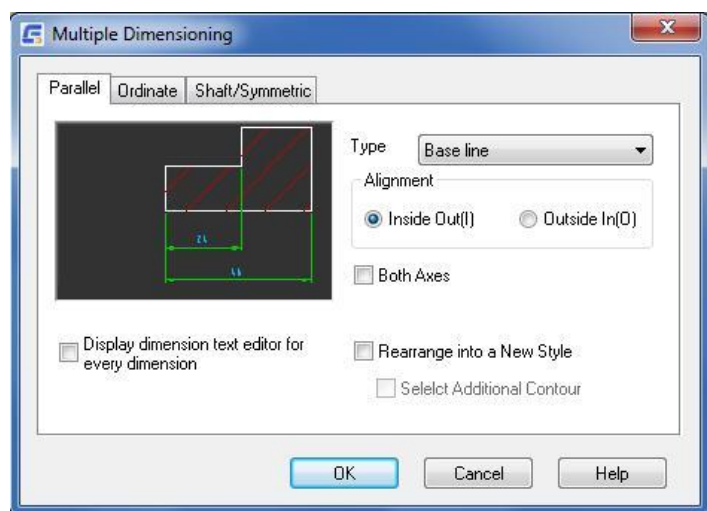 Multiple Dimensioning
Parallel Ordinate Shaft/Symmetric
Type Base line
Alignment
Inside Out(I) Outside In(O)
Both Axes
Display dimension text editor for
every dimension
Rearrange into a New Style
Selelct Additional Contour
OK Cancel Help